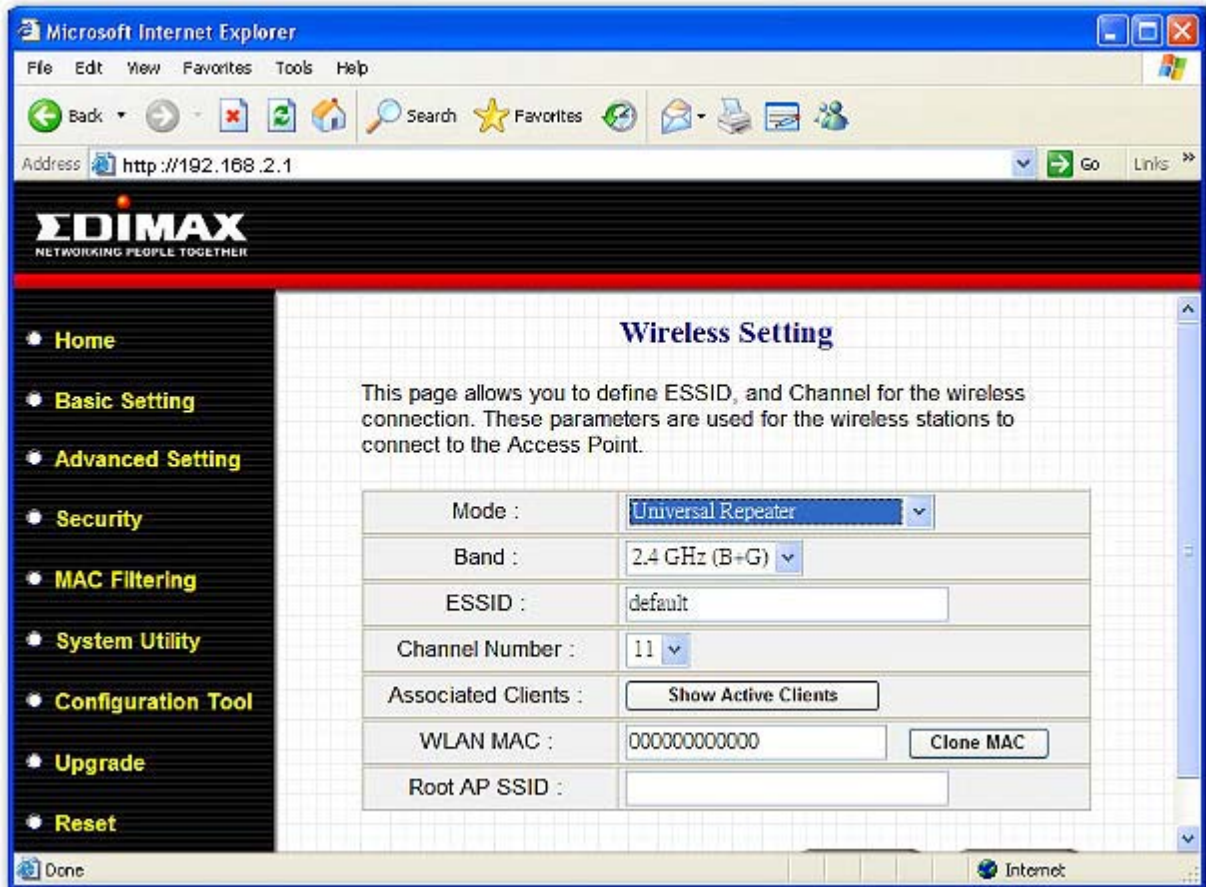 Microsoft Internet Explorer
File Edit View Favorites Tools Help
Back Search Favorites
Address http://192.168.2.1 Go Links »
EDIMAX
NETWORKING PEOPLE TOGETHER
Home
Basic Setting
Advanced Setting
Security
MAC Filtering
System Utility
Configuration Tool
Upgrade
Reset
Wireless Setting
This page allows you to define ESSID, and Channel for the wireless
connection. These parameters are used for the wireless stations to
connect to the Access Point.
Mode : Universal Repeater
Band : 2.4 GHz (B+G)
ESSID : default
Channel Number : 11
Associated Clients : Show Active Clients
WLAN MAC : 000000000000 Clone MAC
Root AP SSID :
Done Internet